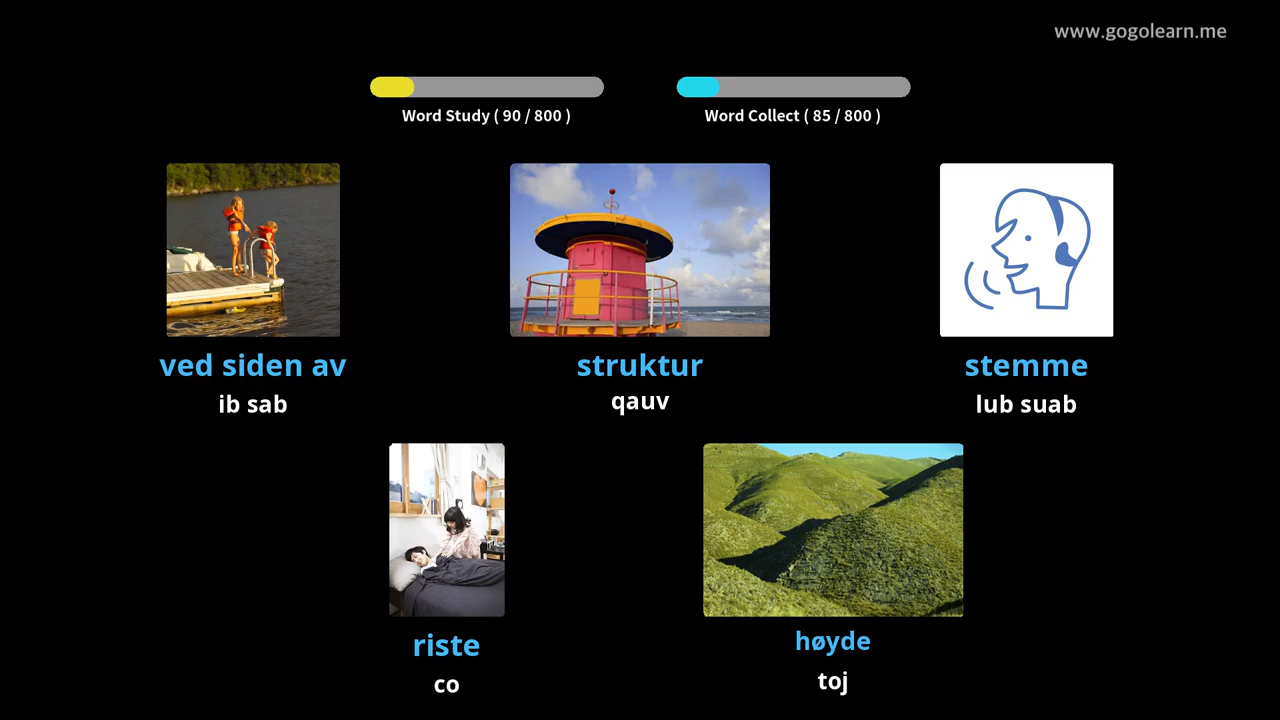 www.gogolearn.me
Word Study ( 90 / 800 )
Word Collect ( 85 / 800 )
ved siden av
ib sab
struktur
qauv
stemme
lub suab
riste
co
høyde
toj